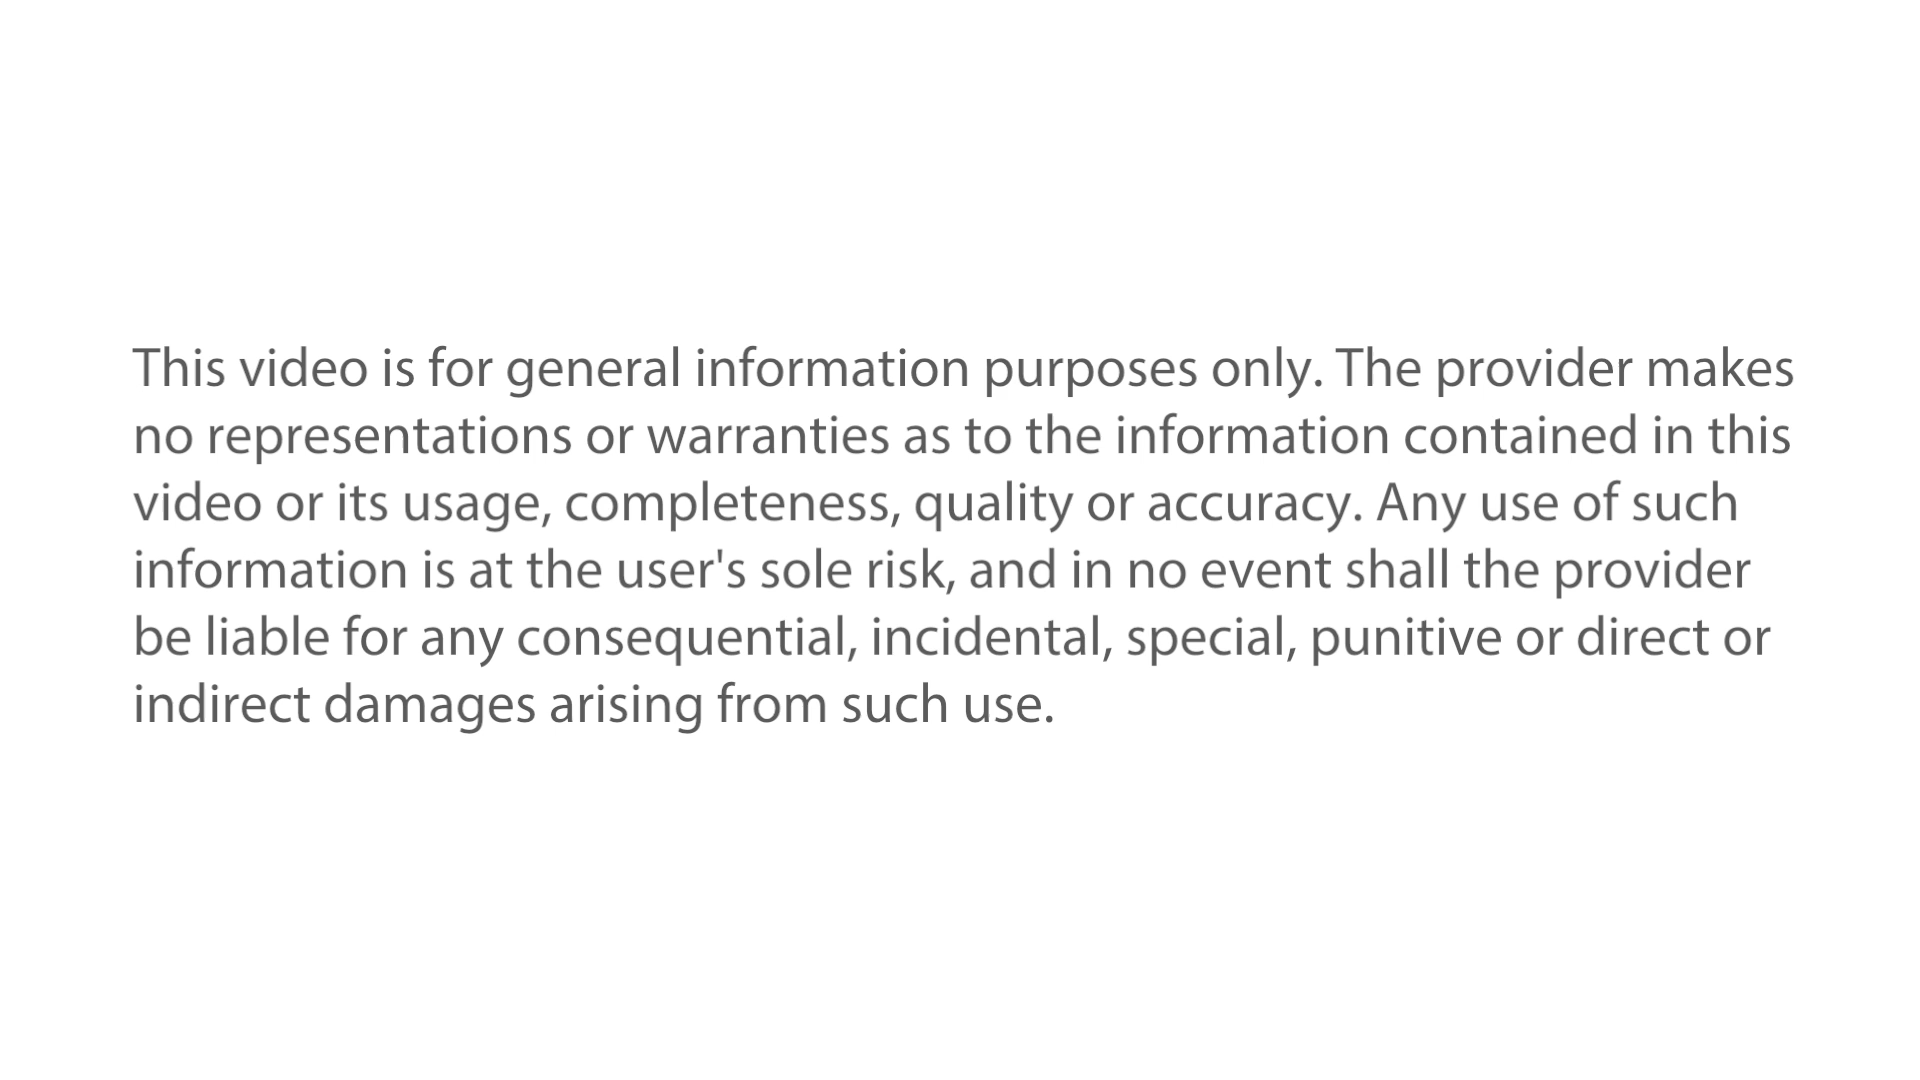 This video is for general information purposes only. The provider makes
no representations or warranties as to the information contained in this
video or its usage, completeness, quality or accuracy. Any use of such
information is at the user's sole risk, and in no event shall the provider
be liable for any consequential, incidental, special, punitive or direct or
indirect damages arising from such use.